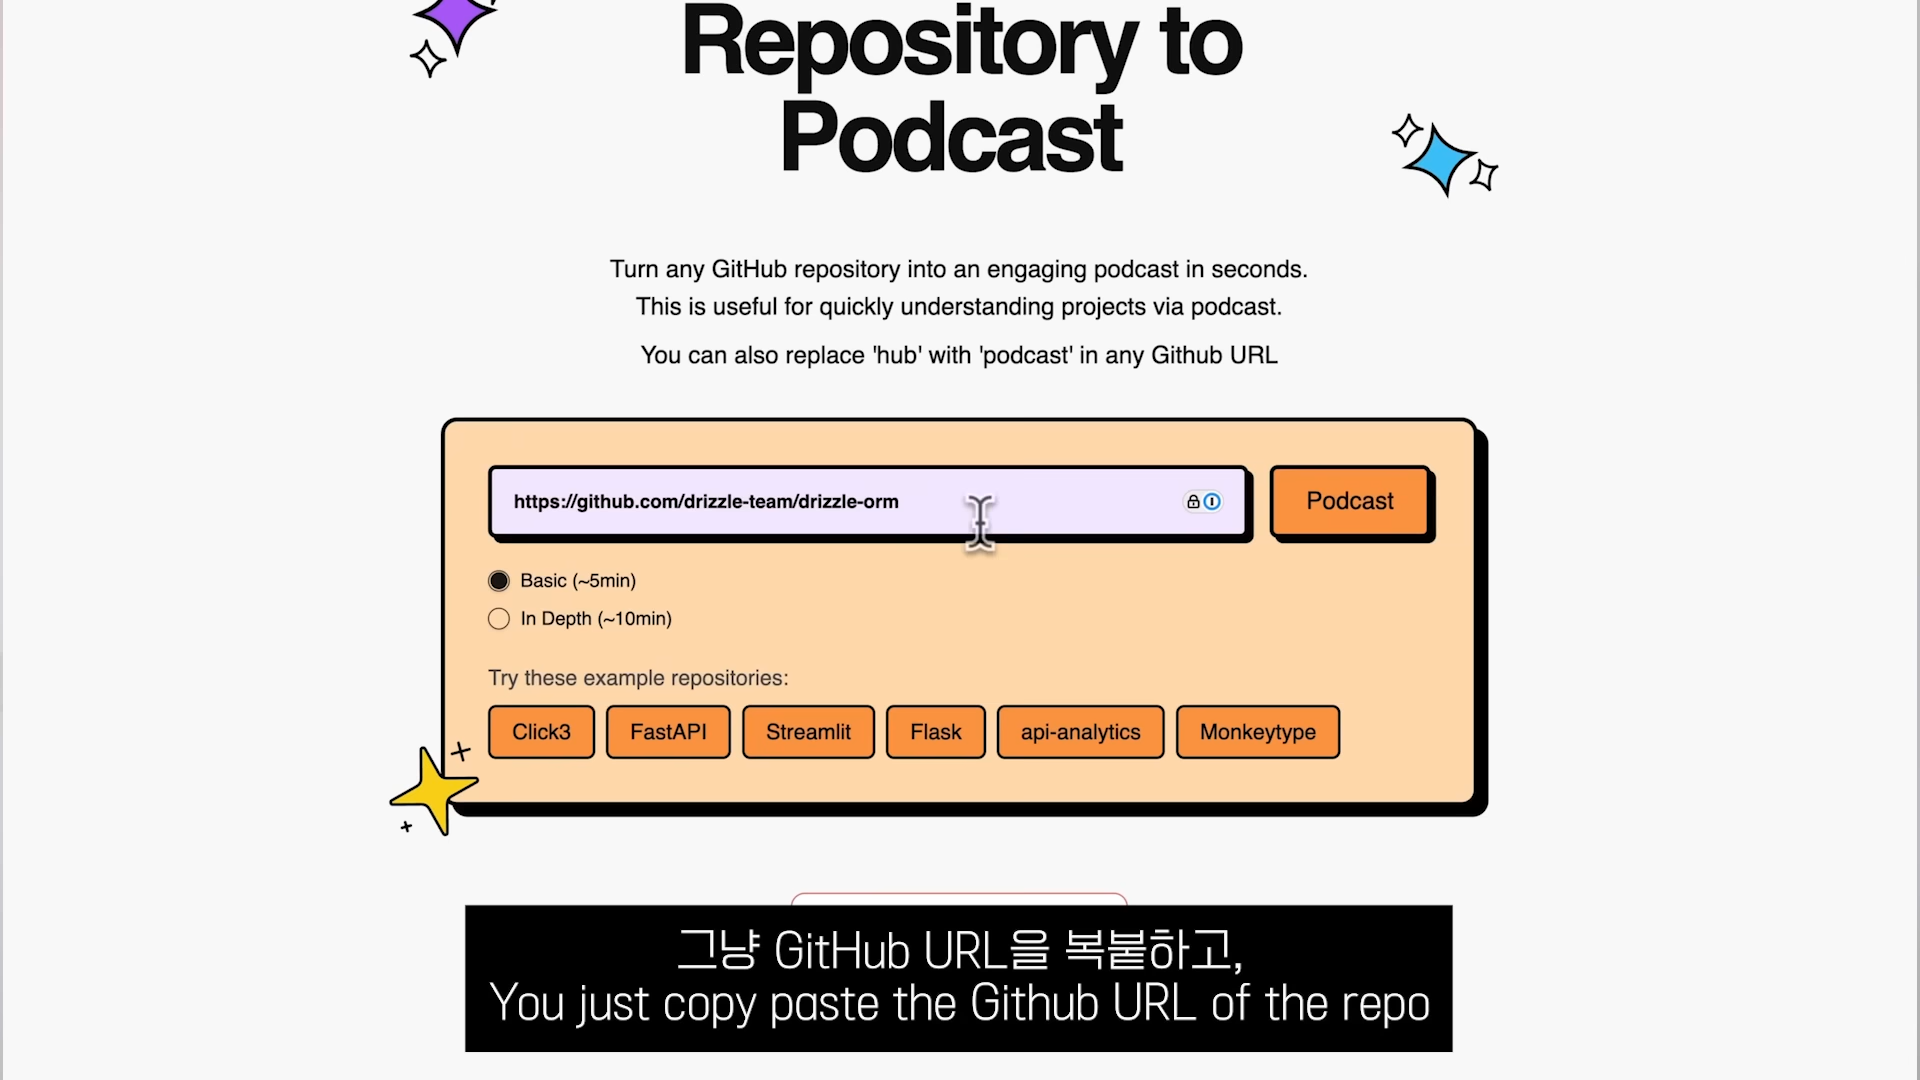 Repository to
Podcast
Turn any GitHub repository into an engaging podcast in seconds.
This is useful for quickly understanding projects via podcast.
You can also replace 'hub' with 'podcast' in any Github URL
https://github.com/drizzle-team/drizzle-orm
Podcast
Basic (~5min)
In Depth (~10min)
Try these example repositories:
Click3 FastAPI Streamlit Flask api-analytics Monkeytype
그냥 GitHub URL을 복붙하고,
You just copy paste the Github URL of the repo